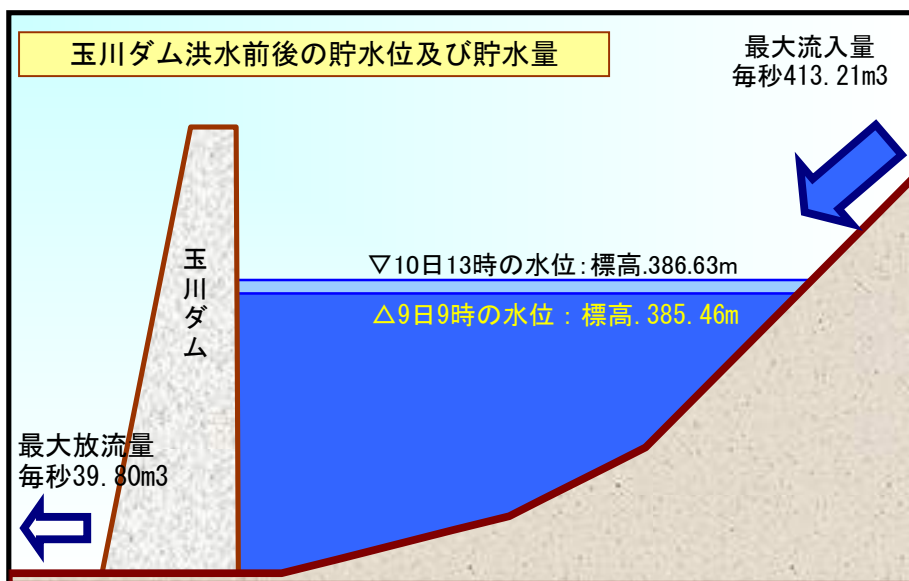 玉川ダム洪水前後の貯水位及び貯水量
最大流入量
毎秒413.21m3
▽10日13時の水位:標高.386.63m
△9日9時の水位:標高.385.46m
玉川ダム
最大放流量
毎秒39.80m3